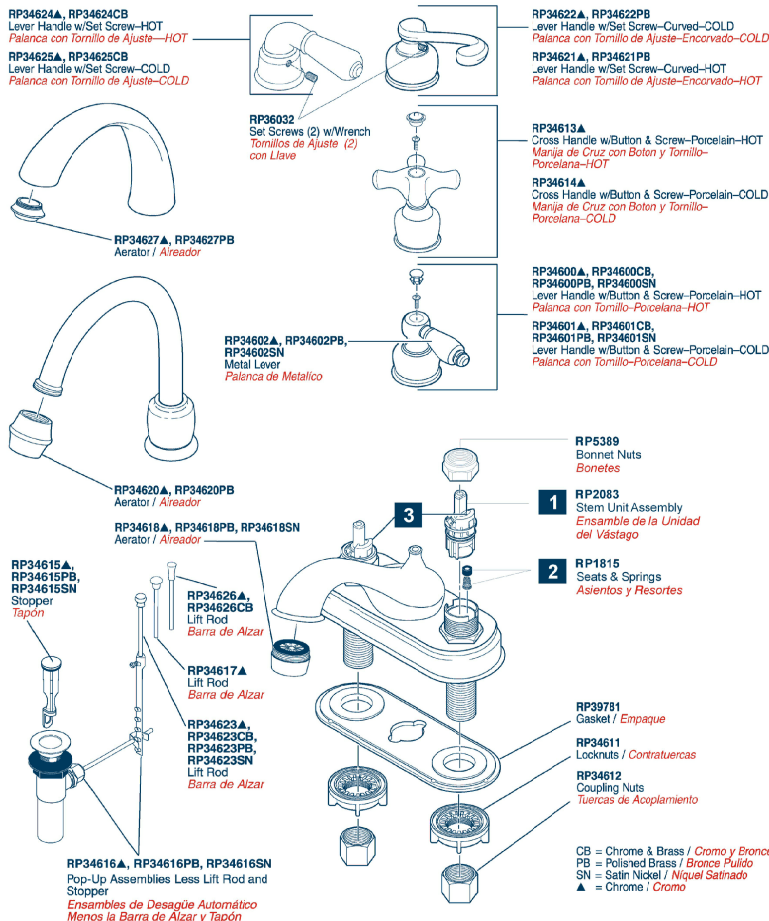 RP34624▲, RP34624CB
Lever Handle w/Set Screw–HOT
Palanca con Tornillo de Ajuste––HOT
RP34625▲, RP34625CB
Lever Handle w/Set Screw–COLD
Palanca con Tornillo de Ajuste–COLD
RP36032
Set Screws (2) w/Wrench
Tornillos de Ajuste (2)
con Llave
RP34622▲, RP34622PB
Lever Handle w/Set Screw–Curved–COLD
Palanca con Tornillo de Ajuste–Encorvado–COLD
RP34621▲, RP34621PB
Lever Handle w/Set Screw–Curved–HOT
Palanca con Tornillo de Ajuste–Encorvado–HOT
RP34613▲
Cross Handle w/Button & Screw–Porcelain–HOT
Manija de Cruz con Boton y Tornillo–
Porcelana–HOT
RP34614▲
Cross Handle w/Button & Screw–Porcelain–COLD
Manija de Cruz con Boton y Tornillo–
Porcelana–COLD
RP34627▲, RP34627PB
Aerator / Aireador
RP34600▲, RP34600CB,
RP34600PB, RP34600SN
Lever Handle w/Button & Screw–Porcelain–HOT
Palanca con Tornillo–Porcelana–HOT
RP34601▲, RP34601CB,
RP34601PB, RP34601SN
Lever Handle w/Button & Screw–Porcelain–COLD
Palanca con Tornillo–Porcelana–COLD
RP34602▲, RP34602PB,
RP34602SN
Metal Lever
Palanca de Metalico
RP34620▲, RP34620PB
Aerator / Aireador
RP34618▲, RP34618PB, RP34618SN
Aerator / Aireador
RP5389
Bonnet Nuts
Bonetes
1
RP2083
Stem Unit Assembly
Ensamble de la Unidad
del Vástago
3
2
RP1815
Seats & Springs
Asientos y Resortes
RP34615▲,
RP34615PB,
RP34615SN
Stopper
Tapón
RP34626▲,
RP34626CB
Lift Rod
Barra de Alzar
RP34617▲
Lift Rod
Barra de Alzar
RP34623▲,
RP34623CB,
RP34623PB,
RP34623SN
Lift Rod
Barra de Alzar
RP39781
Gasket / Empaque
RP34611
Locknuts / Contratuercas
RP34612
Coupling Nuts
Tuercas de Acoplamiento
RP34616▲, RP34616PB, RP34616SN
Pop-Up Assemblies Less Lift Rod and
Stopper
Ensambles de Desagüe Automático
Menos la Barra de Alzar y Tapón
CB = Chrome & Brass / Cromo y Bronce
PB = Polished Brass / Bronce Pulido
SN = Satin Nickel / Níquel Satinado
▲ = Chrome / Cromo